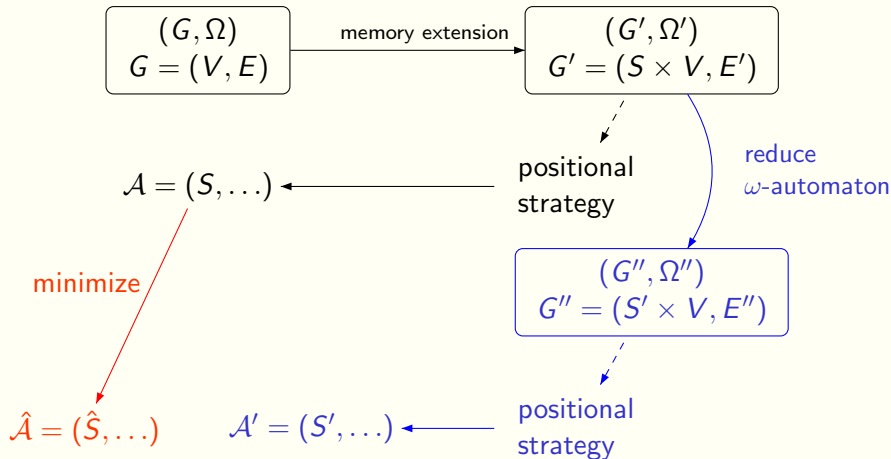 (G, Ω)
G = (V, E)
memory extension
(G′, Ω′)
G′ = (S × V, E′)
positional
strategy
reduce
ω-automaton
𝒜 = (S, …)
minimize
(G″, Ω″)
G″ = (S′ × V, E″)
positional
strategy
𝒜′ = (S′, …)
𝒜̂ = (Ŝ, …)